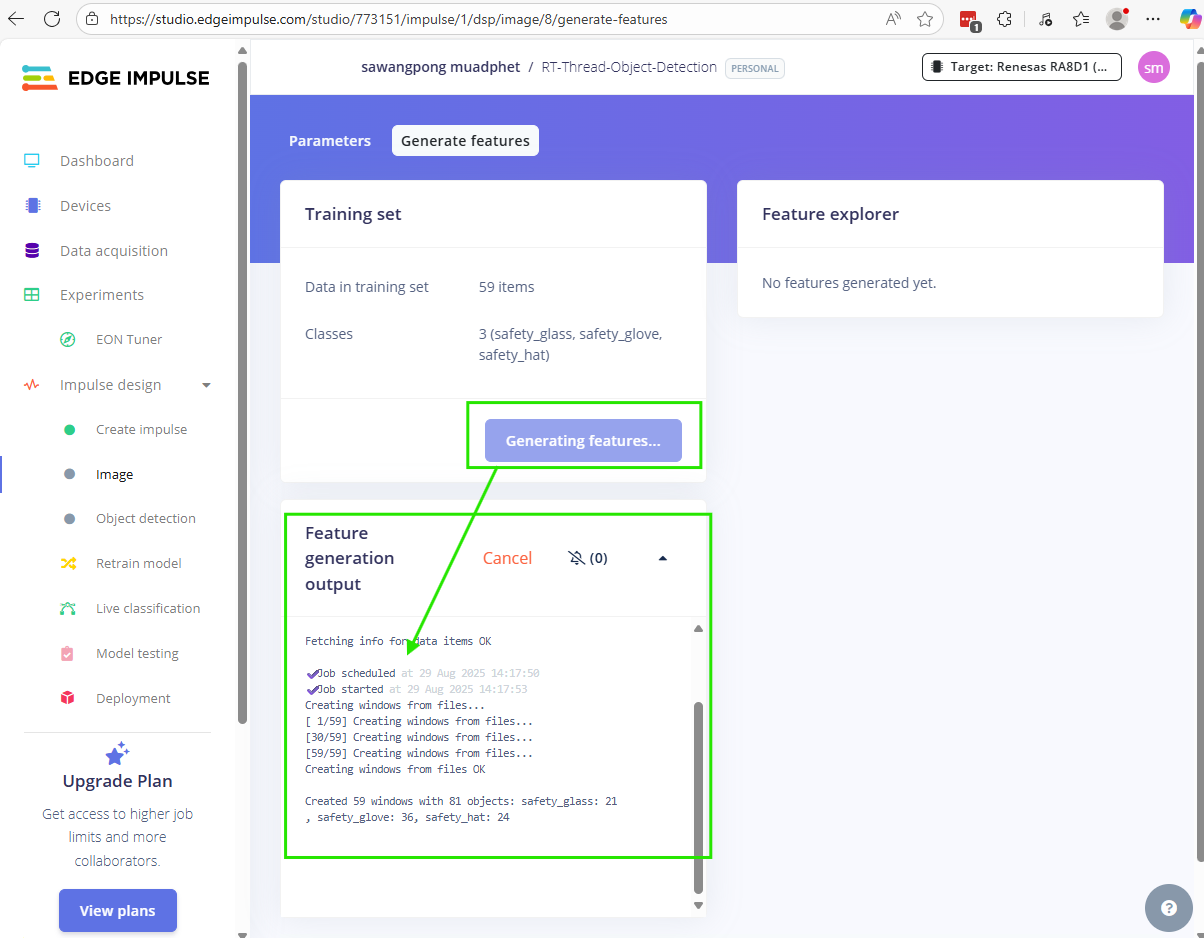 https://studio.edgeimpulse.com/studio/773151/impulse/1/dsp/image/8/generate-features
1
EDGE IMPULSE
sawangpong muadphet / RT-Thread-Object-Detection PERSONAL
Target: Renesas RA8D1 (...
sm
Dashboard
Devices
Data acquisition
Experiments
EON Tuner
Impulse design
Create impulse
Image
Object detection
Retrain model
Live classification
Model testing
Deployment
Upgrade Plan
Get access to higher job
limits and more
collaborators.
View plans
Parameters
Generate features
Training set
Data in training set 59 items
Classes 3 (safety_glass, safety_glove,
safety_hat)
Generating features...
Feature
generation
output
Cancel
(0)
Fetching info for data items OK
Job scheduled at 29 Aug 2025 14:17:50
Job started at 29 Aug 2025 14:17:53
Creating windows from files...
[ 1/59] Creating windows from files...
[30/59] Creating windows from files...
[59/59] Creating windows from files...
Creating windows from files OK
Created 59 windows with 81 objects: safety_glass: 21
, safety_glove: 36, safety_hat: 24
Feature explorer
No features generated yet.
?